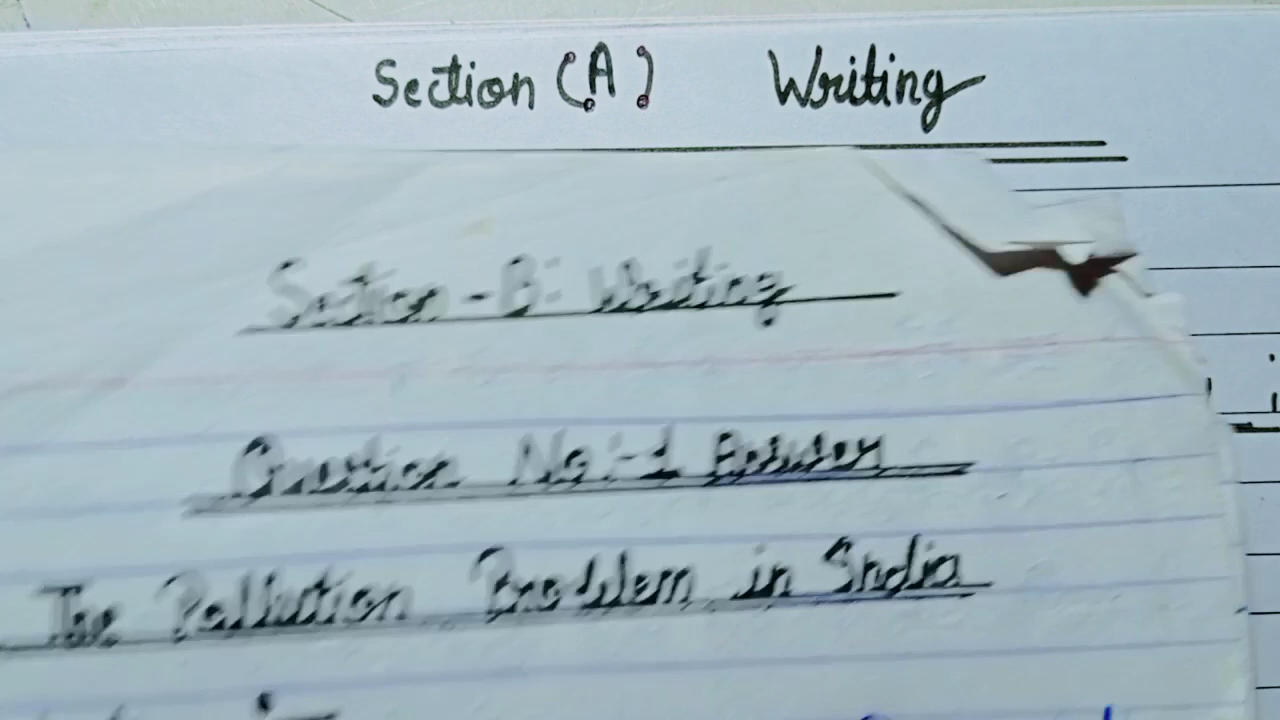 Section (A) Writing
Section - B: Writing
Question No:-1 Answer
The Pollution Problem in India